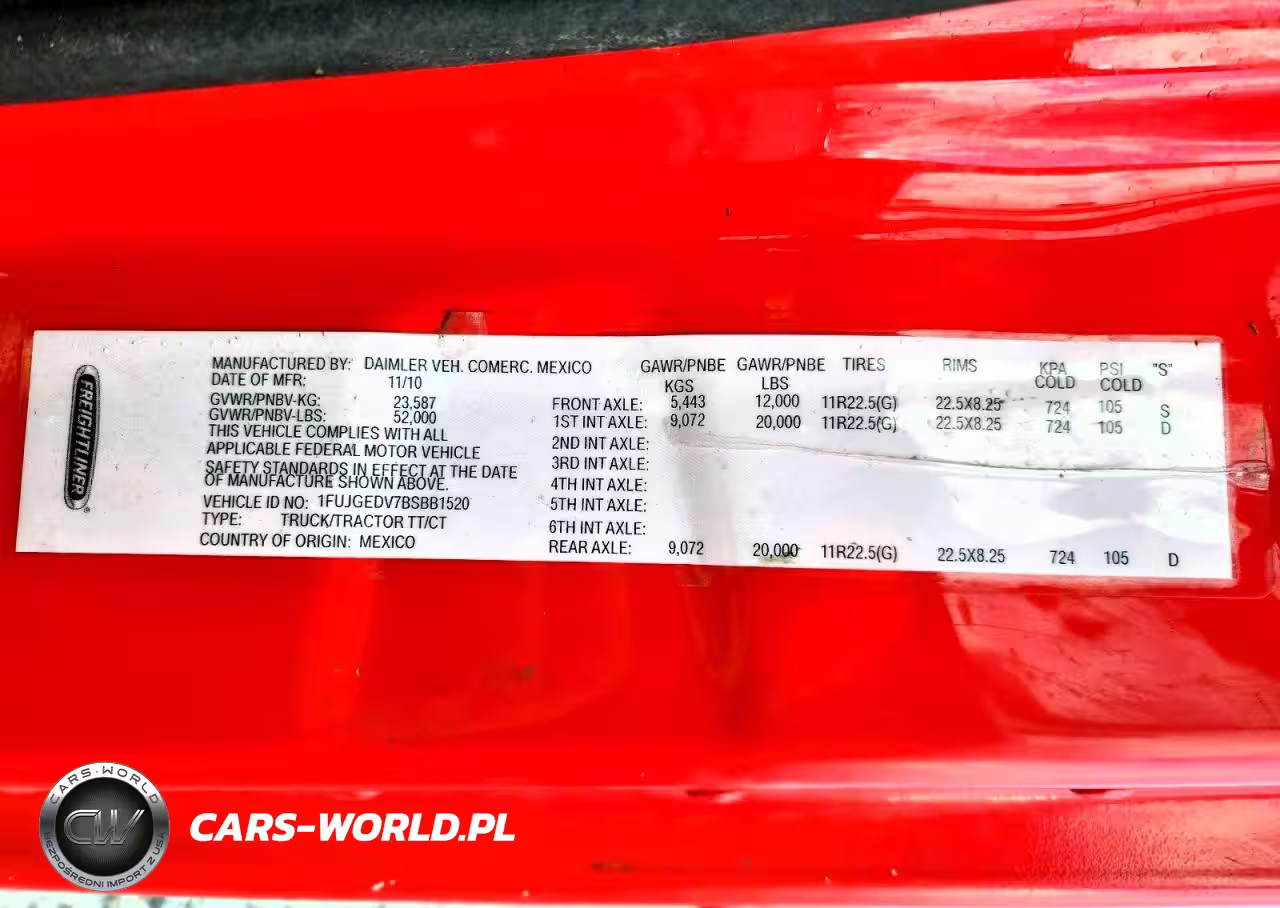 FREIGHTLINER®
MANUFACTURED BY: DAIMLER VEH. COMERC. MEXICO
DATE OF MFR: 11/10
GVWR/PNBV-KG: 23,587
GVWR/PNBV-LBS: 52,000
THIS VEHICLE COMPLIES WITH ALL
APPLICABLE FEDERAL MOTOR VEHICLE
SAFETY STANDARDS IN EFFECT AT THE DATE
OF MANUFACTURE SHOWN ABOVE.
VEHICLE ID NO: 1FUJGEDV7BSBB1520
TYPE: TRUCK/TRACTOR TT/CT
COUNTRY OF ORIGIN: MEXICO
GAWR/PNBE GAWR/PNBE TIRES RIMS KPA PSI "S"
KGS LBS COLD COLD
FRONT AXLE: 5,443 12,000 11R22.5(G) 22.5X8.25 724 105 S
1ST INT AXLE: 9,072 20,000 11R22.5(G) 22.5X8.25 724 105 D
2ND INT AXLE:
3RD INT AXLE:
4TH INT AXLE:
5TH INT AXLE:
6TH INT AXLE:
REAR AXLE: 9,072 20,000 11R22.5(G) 22.5X8.25 724 105 D
CARS-WORLD
CW
BEZPOŚREDNI IMPORT Z USA
CARS-WORLD.PL